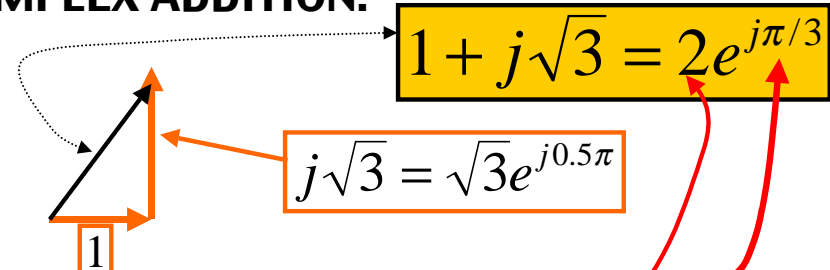 MPLEX ADDITION:
1 + j√3 = 2e^{jπ/3}
j√3 = √3e^{j0.5π}
1